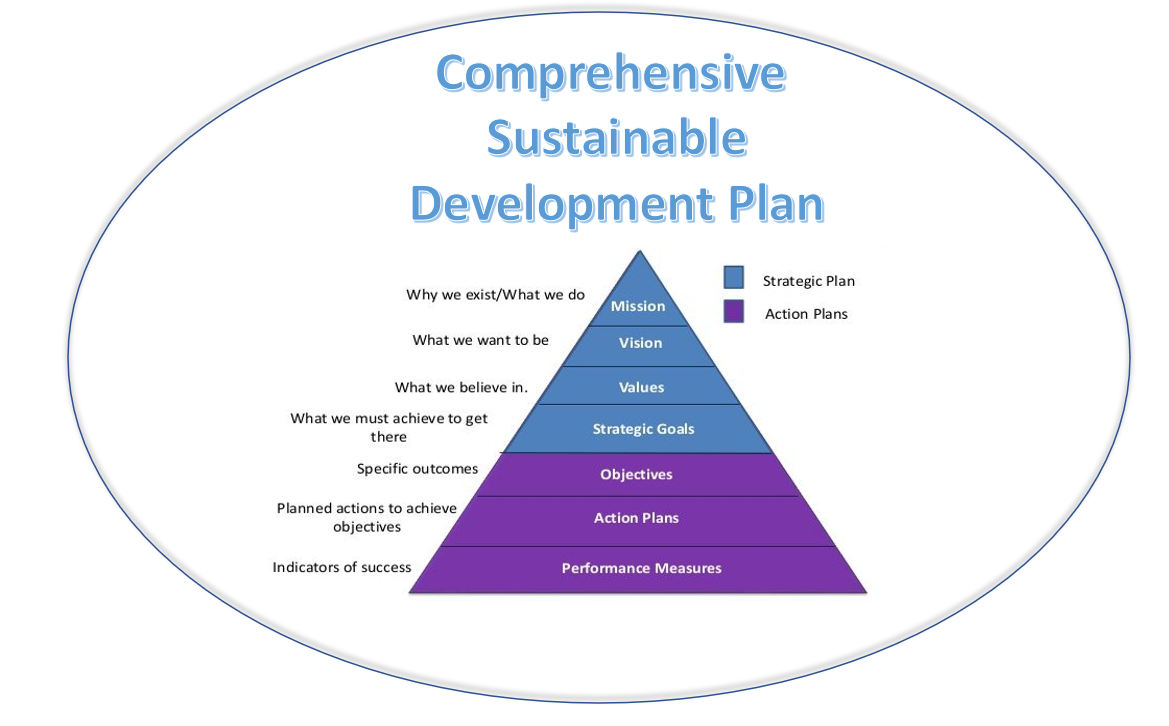 Comprehensive
Sustainable
Development Plan
Strategic Plan
Action Plans
Why we exist/What we do
Mission
What we want to be
Vision
What we believe in.
Values
What we must achieve to get
there
Strategic Goals
Specific outcomes
Objectives
Planned actions to achieve
objectives
Action Plans
Indicators of success
Performance Measures